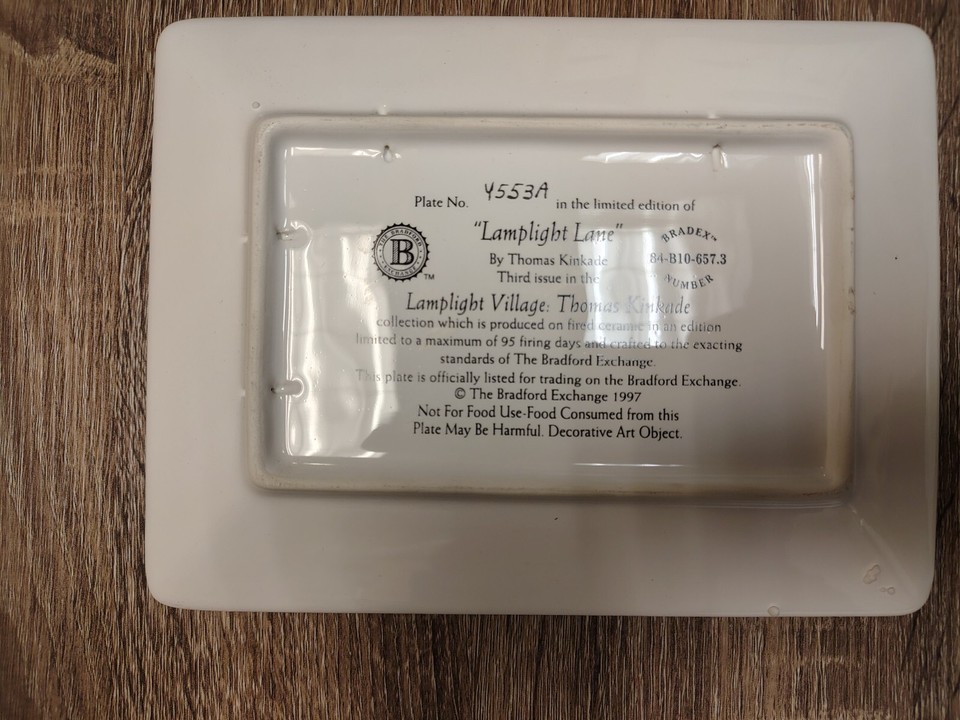 Plate No. 4553A in the limited edition of
"Lamplight Lane"
By Thomas Kinkade
Third issue in the
Lamplight Village: Thomas Kinkade
collection which is produced on fired ceramic in an edition
limited to a maximum of 95 firing days and crafted to the exacting
standards of The Bradford Exchange.
This plate is officially listed for trading on the Bradford Exchange.
© The Bradford Exchange 1997
Not For Food Use-Food Consumed from this
Plate May Be Harmful. Decorative Art Object.
THE BRADFORD
B
EXCHANGE
TM
BRADEX™
84-B10-657.3
NUMBER